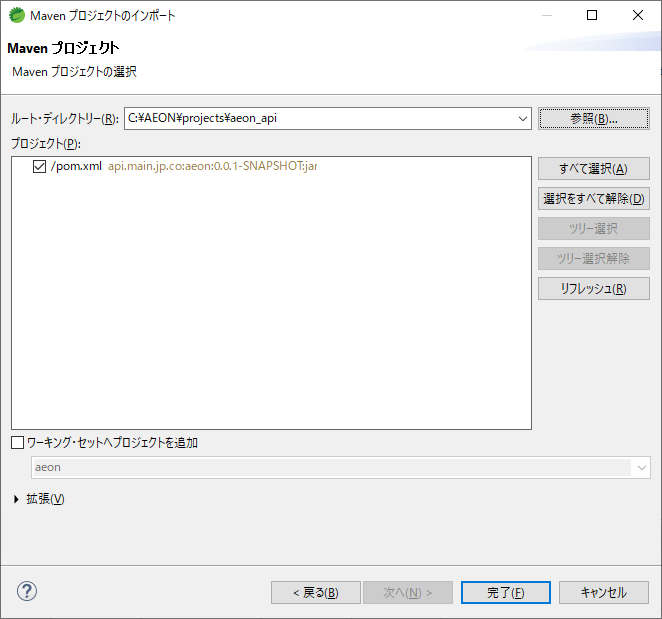 Maven プロジェクトのインポート
Maven プロジェクト
Maven プロジェクトの選択
ルート・ディレクトリー(R): C:¥AEON¥projects¥aeon_api 参照(B)...
プロジェクト(P):
/pom.xml api.main.jp.co:aeon:0.0.1-SNAPSHOT:jar
すべて選択(A)
選択をすべて解除(D)
ツリー選択
ツリー選択解除
リフレッシュ(R)
ワーキング・セットへプロジェクトを追加
aeon
拡張(V)
? < 戻る(B) 次へ(N) > 完了(F) キャンセル